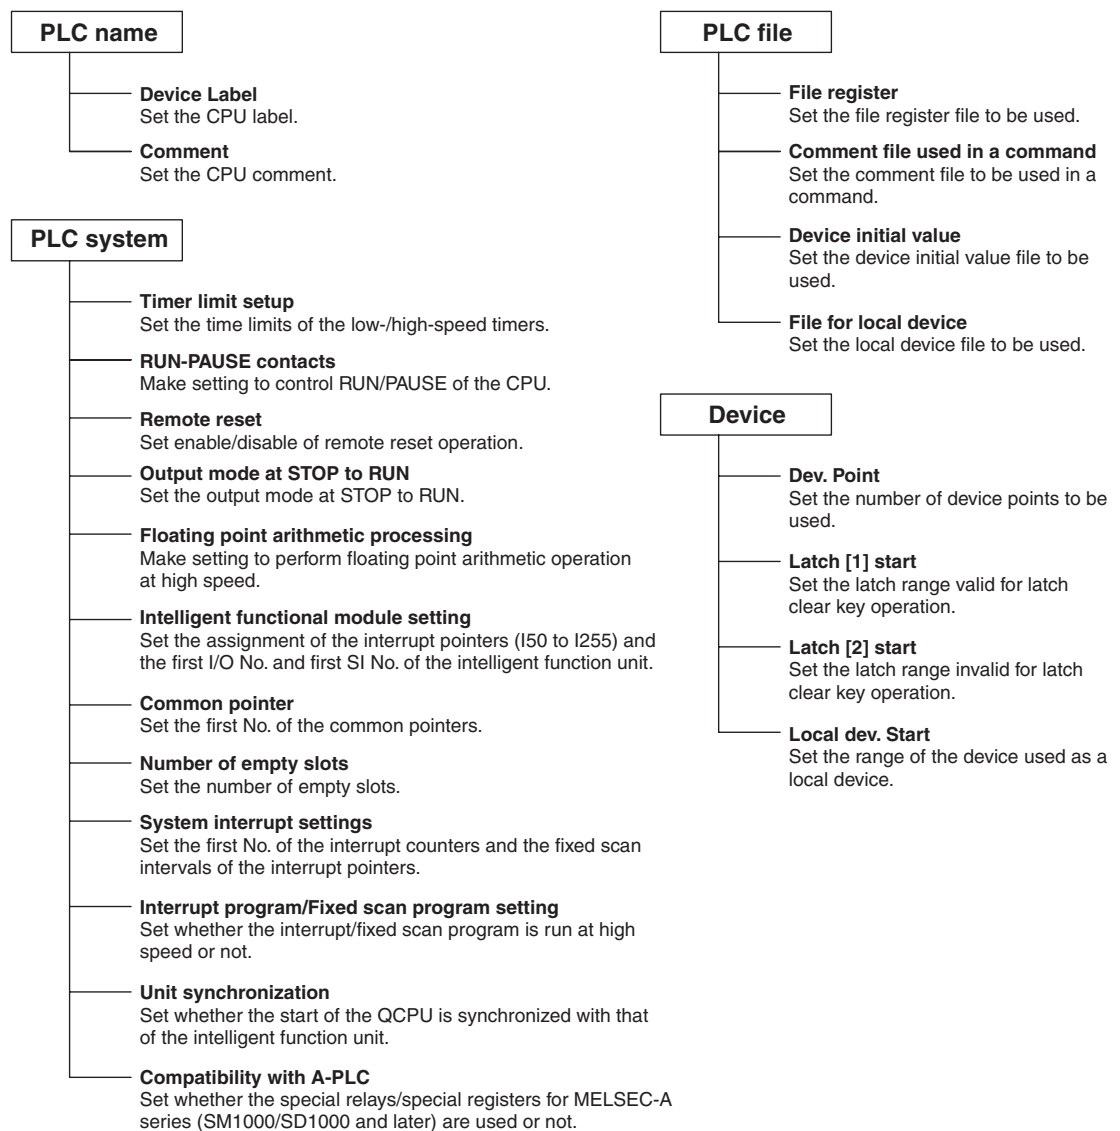 PLC name
Device Label
Set the CPU label.
Comment
Set the CPU comment.
PLC system
Timer limit setup
Set the time limits of the low-/high-speed timers.
RUN-PAUSE contacts
Make setting to control RUN/PAUSE of the CPU.
Remote reset
Set enable/disable of remote reset operation.
Output mode at STOP to RUN
Set the output mode at STOP to RUN.
Floating point arithmetic processing
Make setting to perform floating point arithmetic operation
at high speed.
Intelligent functional module setting
Set the assignment of the interrupt pointers (I50 to I255) and
the first I/O No. and first SI No. of the intelligent function unit.
Common pointer
Set the first No. of the common pointers.
Number of empty slots
Set the number of empty slots.
System interrupt settings
Set the first No. of the interrupt counters and the fixed scan
intervals of the interrupt pointers.
Interrupt program/Fixed scan program setting
Set whether the interrupt/fixed scan program is run at high
speed or not.
Unit synchronization
Set whether the start of the QCPU is synchronized with that
of the intelligent function unit.
Compatibility with A-PLC
Set whether the special relays/special registers for MELSEC-A
series (SM1000/SD1000 and later) are used or not.
PLC file
File register
Set the file register file to be used.
Comment file used in a command
Set the comment file to be used in a
command.
Device initial value
Set the device initial value file to be
used.
File for local device
Set the local device file to be used.
Device
Dev. Point
Set the number of device points to be
used.
Latch [1] start
Set the latch range valid for latch
clear key operation.
Latch [2] start
Set the latch range invalid for latch
clear key operation.
Local dev. Start
Set the range of the device used as a
local device.